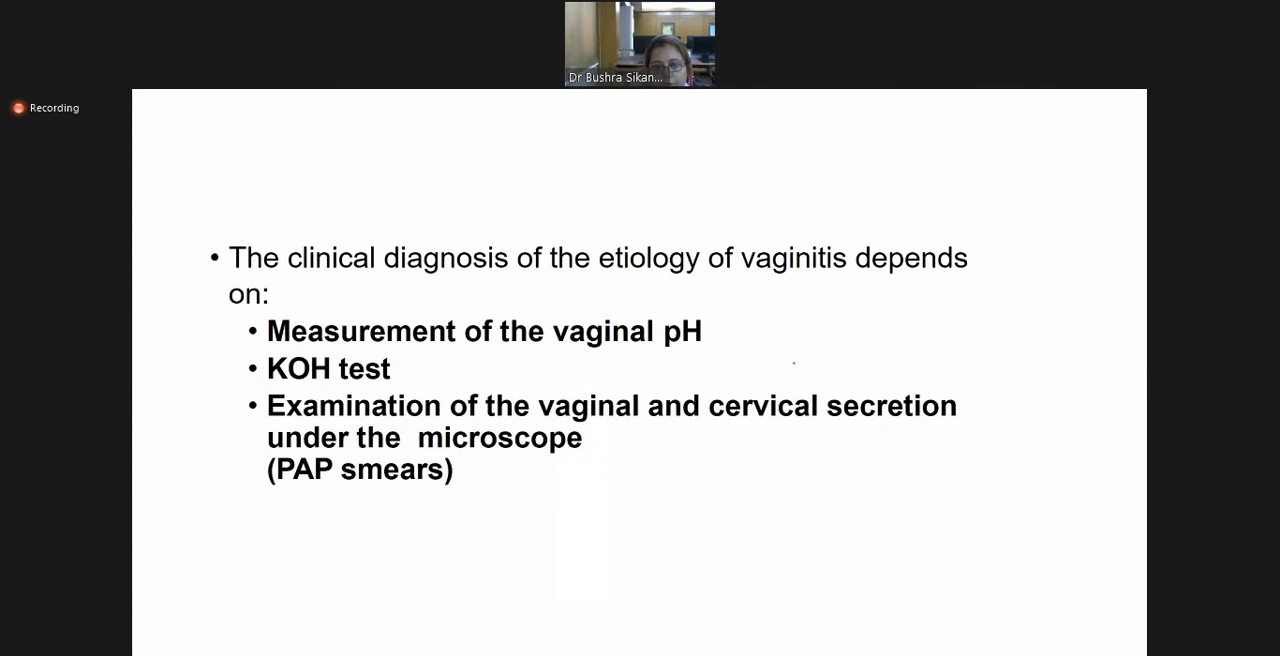 Dr Bushra Sikan...
Recording
• The clinical diagnosis of the etiology of vaginitis depends
on:
• Measurement of the vaginal pH
• KOH test
• Examination of the vaginal and cervical secretion
under the  microscope
(PAP smears)